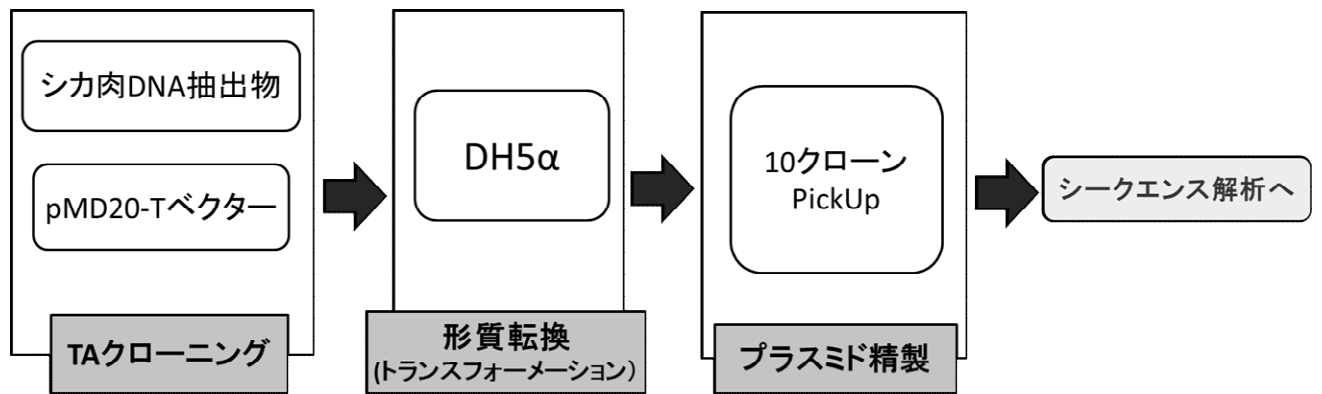 シカ肉DNA抽出物
pMD20-Tベクター
TAクローニング
DH5α
形質転換
(トランスフォーメーション)
10クローン
PickUp
プラスミド精製
シークエンス解析へ